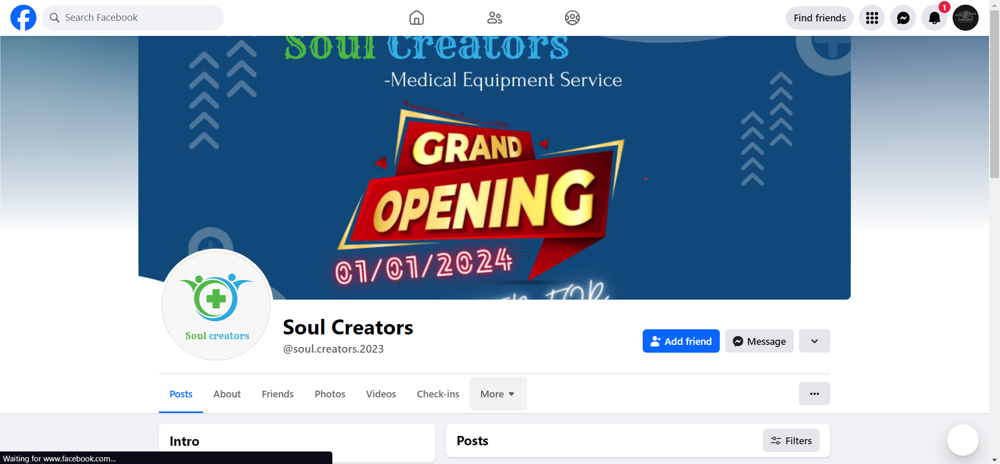 Search Facebook
Find friends
1
DARKSEID
Soul Creators
-Medical Equipment Service
GRAND
OPENING
01/01/2024
FOR
Soul creators
Soul Creators
@soul.creators.2023
Add friend
Message
Posts
About
Friends
Photos
Videos
Check-ins
More
Intro
Posts
Filters
Waiting for www.facebook.com...